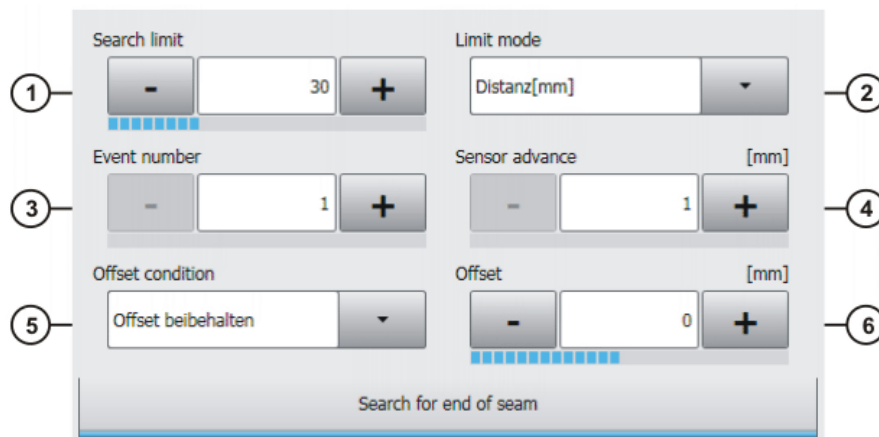 Search limit
Limit mode
1
-
30
+
Distanz[mm]
2
Event number
Sensor advance
[mm]
3
-
1
+
-
1
+
4
Offset condition
Offset
[mm]
5
Offset beibehalten
-
0
+
6
Search for end of seam